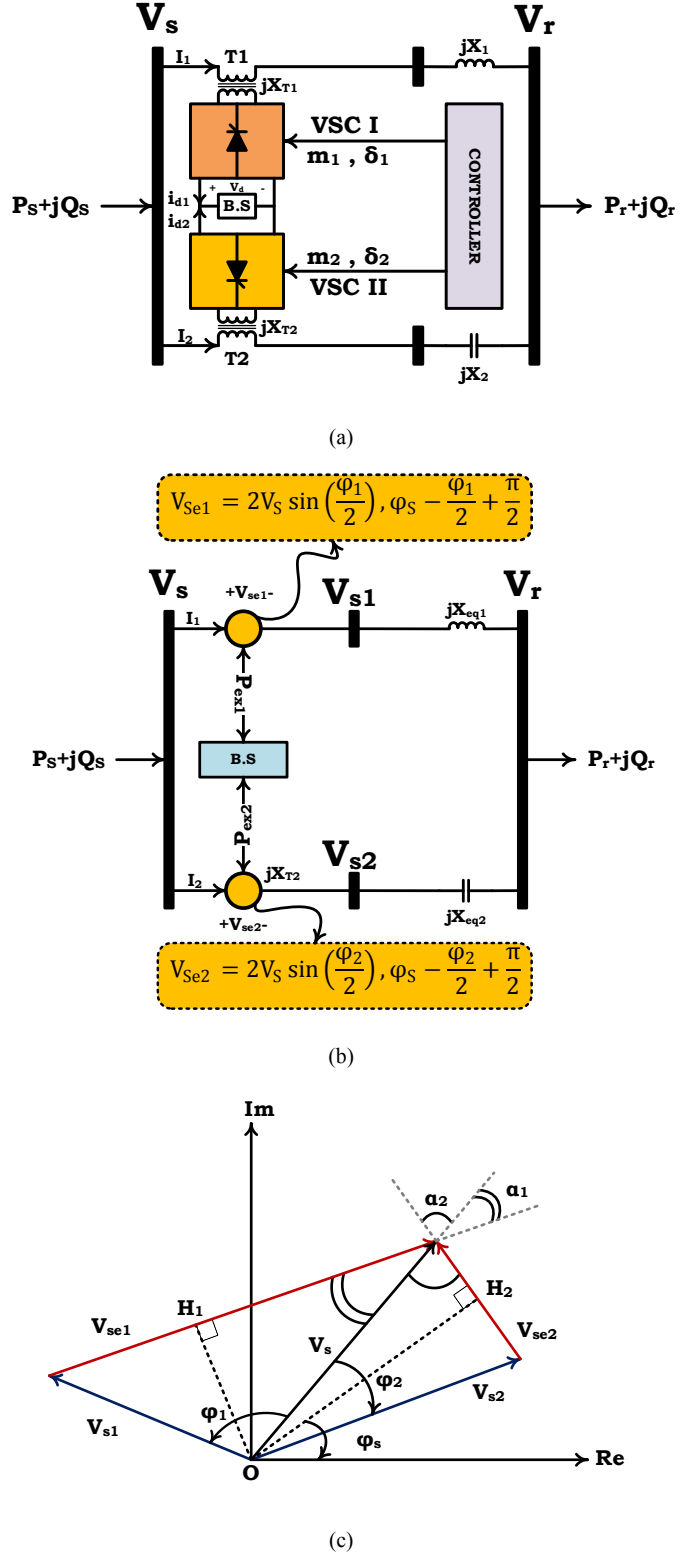 Vs
Vr
I1
T1
jX1
jXT1
VSC I
m1 , δ1
CONTROLLER
+ Vd -
id1
B.S
id2
PS+jQS
Pr+jQr
m2 , δ2
VSC II
jXT2
I2
T2
jX2
(a)
VSe1 = 2VS sin(φ1/2) , φS − φ1/2 + π/2
Vs
+Vse1-
Vs1
Vr
I1
jXeq1
Pex1
PS+jQS
B.S
Pr+jQr
Pex2
Vs2
I2
jXT2
+Vse2-
jXeq2
VSe2 = 2VS sin(φ2/2) , φS − φ2/2 + π/2
(b)
Im
α2
α1
H1
H2
Vse1
Vs
Vse2
φ2
Vs2
Vs1
φ1
φs
O
Re
(c)